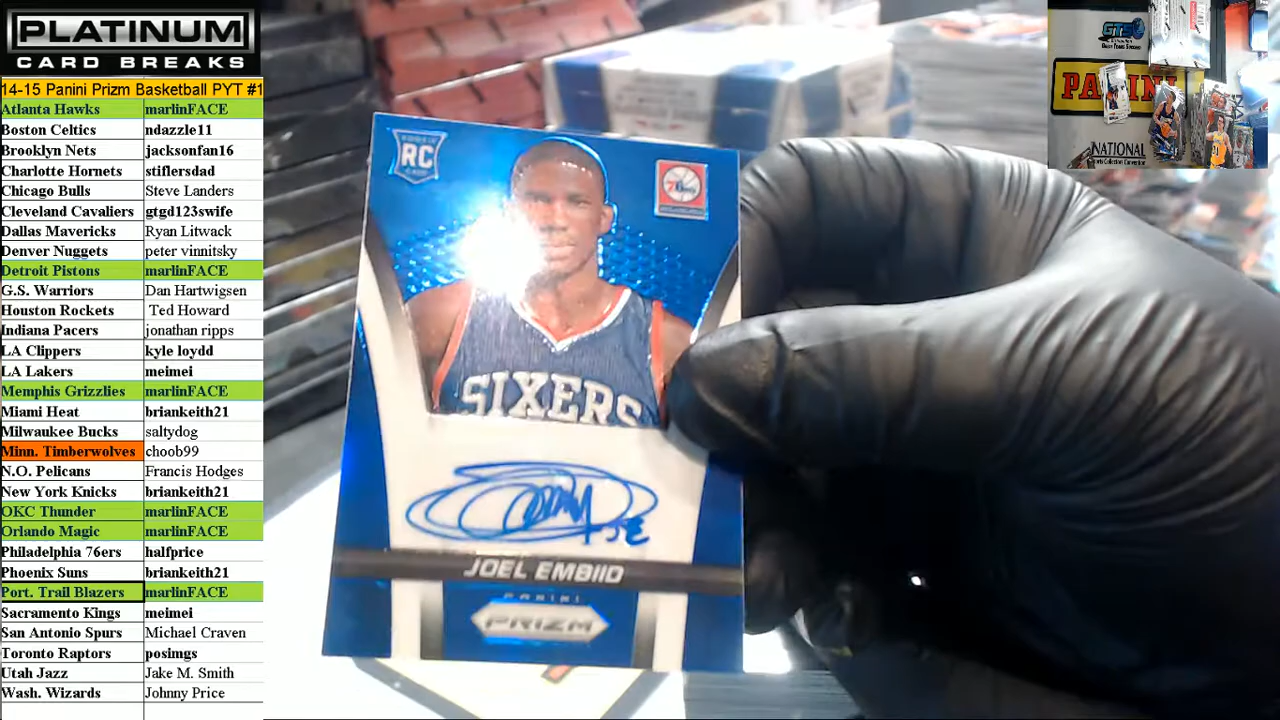 PLATINUM
CARD BREAKS
14-15 Panini Prizm Basketball PYT #1
Atlanta Hawks marlinFACE
Boston Celtics ndazzle11
Brooklyn Nets jacksonfan16
Charlotte Hornets stiflersdad
Chicago Bulls Steve Landers
Cleveland Cavaliers gtgd123swife
Dallas Mavericks Ryan Litwack
Denver Nuggets peter vinnitsky
Detroit Pistons marlinFACE
G.S. Warriors Dan Hartwigsen
Houston Rockets Ted Howard
Indiana Pacers jonathan ripps
LA Clippers kyle loydd
LA Lakers meimei
Memphis Grizzlies marlinFACE
Miami Heat briankeith21
Milwaukee Bucks saltydog
Minn. Timberwolves choob99
N.O. Pelicans Francis Hodges
New York Knicks briankeith21
OKC Thunder marlinFACE
Orlando Magic marlinFACE
Philadelphia 76ers halfprice
Phoenix Suns briankeith21
Port. Trail Blazers marlinFACE
Sacramento Kings meimei
San Antonio Spurs Michael Craven
Toronto Raptors posimgs
Utah Jazz Jake M. Smith
Wash. Wizards Johnny Price
RC
SIXERS
JOEL EMBIID
PANINI
PRIZM
GTS
PANINI
NATIONAL